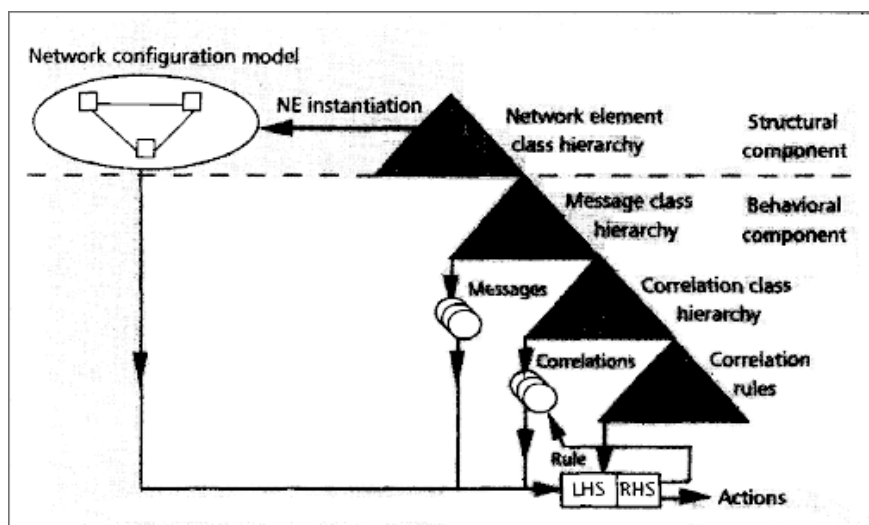 Network configuration model
NE instantiation
Network element
class hierarchy
Structural
component
Message class
hierarchy
Behavioral
component
Messages
Correlation class
hierarchy
Correlations
Correlation
rules
Rule
LHS
RHS
Actions